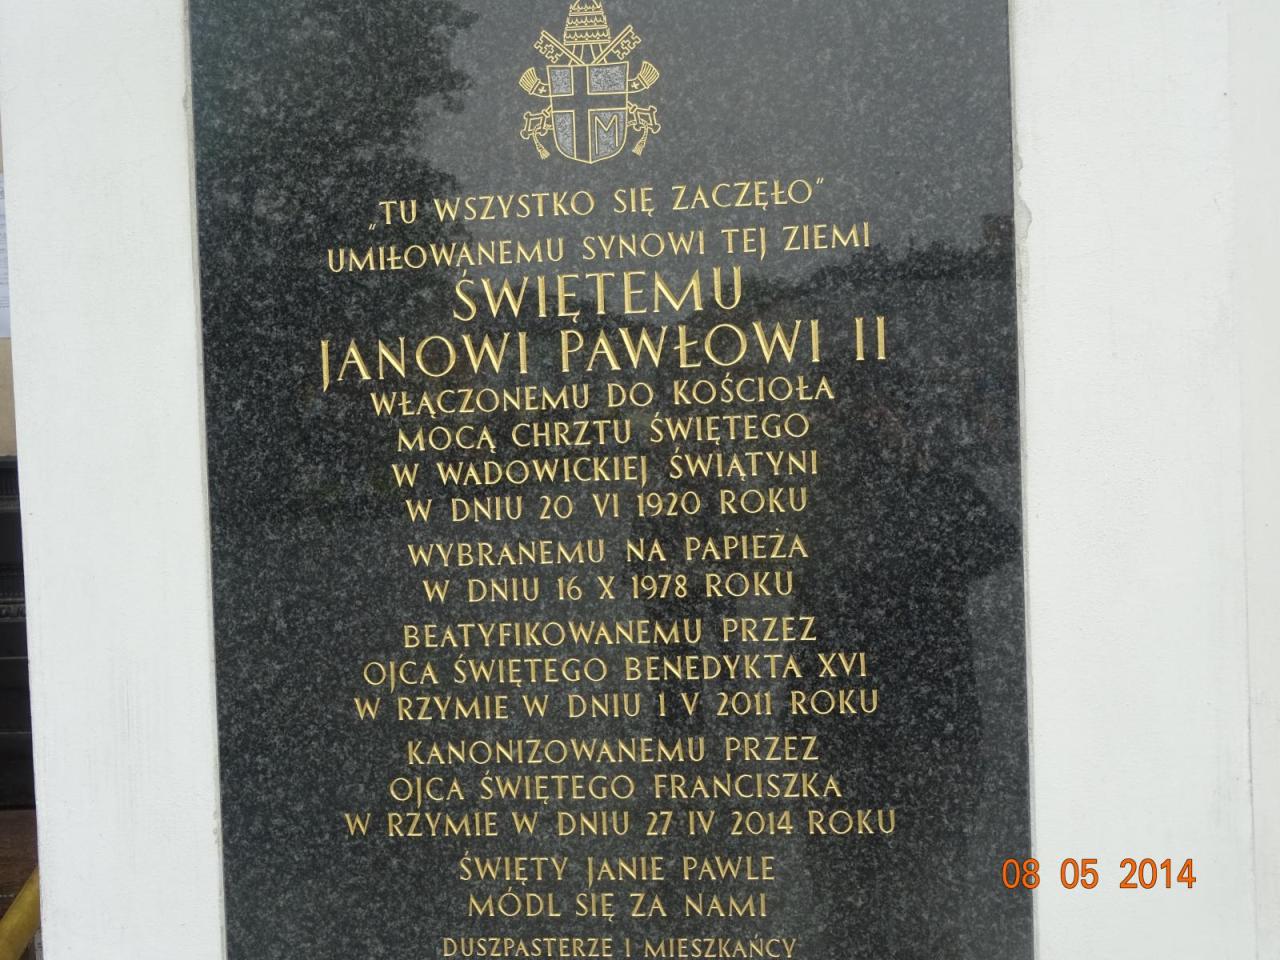 M
„TU WSZYSTKO SIĘ ZACZĘŁO”
UMIŁOWANEMU SYNOWI TEJ ZIEMI
ŚWIĘTEMU
JANOWI PAWŁOWI II
WŁĄCZONEMU DO KOŚCIOŁA
MOCĄ CHRZTU ŚWIĘTEGO
W WADOWICKIEJ ŚWIĄTYNI
W DNIU 20 VI 1920 ROKU
WYBRANEMU NA PAPIEŻA
W DNIU 16 X 1978 ROKU
BEATYFIKOWANEMU PRZEZ
OJCA ŚWIĘTEGO BENEDYKTA XVI
W RZYMIE W DNIU 1 V 2011 ROKU
KANONIZOWANEMU PRZEZ
OJCA ŚWIĘTEGO FRANCISZKA
W RZYMIE W DNIU 27 IV 2014 ROKU
ŚWIĘTY JANIE PAWLE
MÓDL SIĘ ZA NAMI
DUSZPASTERZE I MIESZKAŃCY
08 05 2014